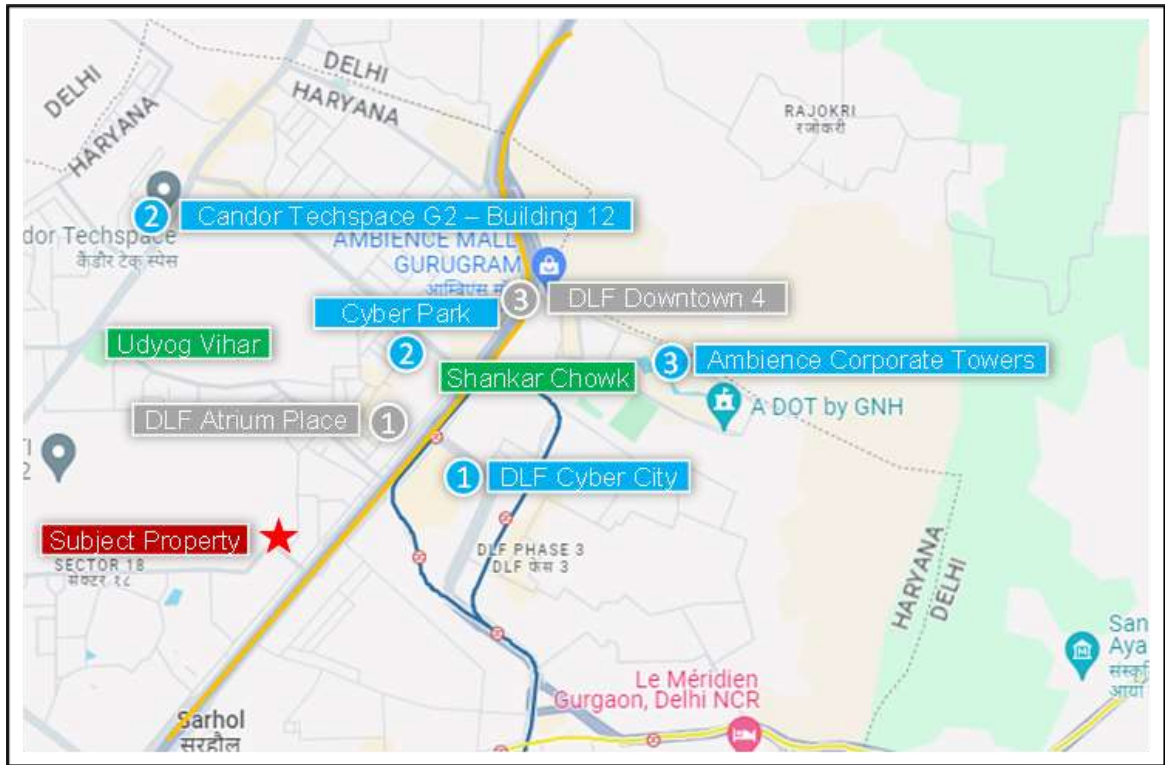 DELHI
HARYANA
DELHI
HARYANA
RAJOKRI
रजोकरी
2
Candor Techspace G2 – Building 12
dor Techspace
कैंडोर टेक स्पेस
AMBIENCE MALL
GURUGRAM
3
DLF Downtown 4
Cyber Park
2
Udyog Vihar
Shankar Chowk
3
Ambience Corporate Towers
A DOT by GNH
DLF Atrium Place
1
1
DLF Cyber City
2
Subject Property
SECTOR 18
सेक्टर १८
DLF PHASE 3
DLF फेस 3
HARYANA
DELHI
San
Aya
Le Méridien
Gurgaon, Delhi NCR
Sarhol
सरहौल